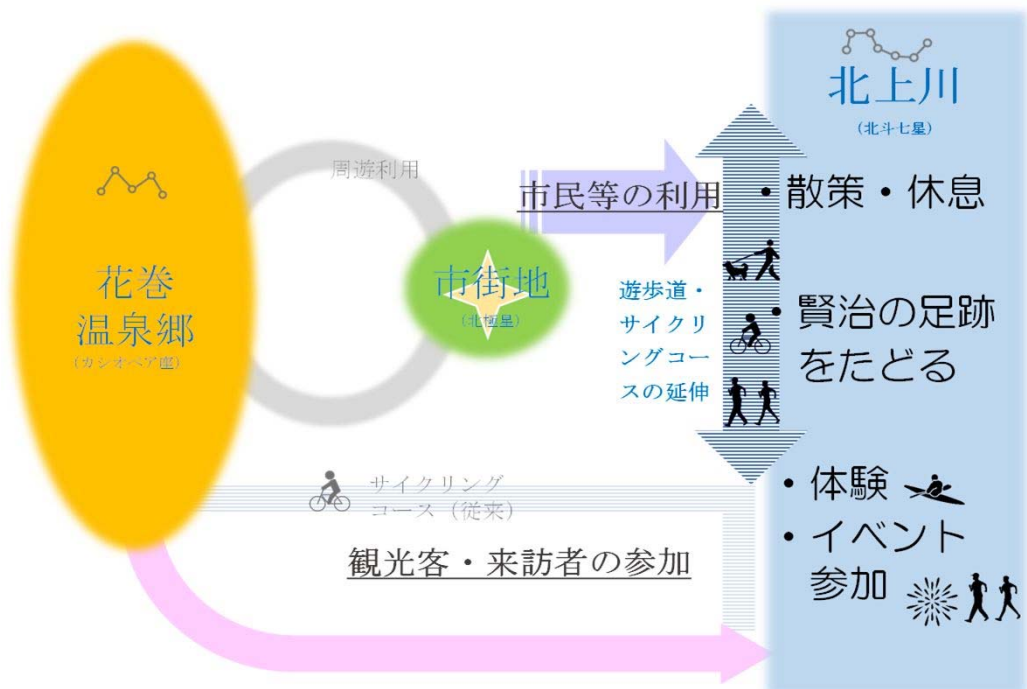 北上川
(北斗七星)
周遊利用
市民等の利用
・散策・休息
花巻
温泉郷
(カシオペア座)
市街地
(北極星)
遊歩道・
サイクリ
ングコー
スの延伸
・賢治の足跡
をたどる
サイクリング
コース(従来)
・体験
・イベント
参加
観光客・来訪者の参加